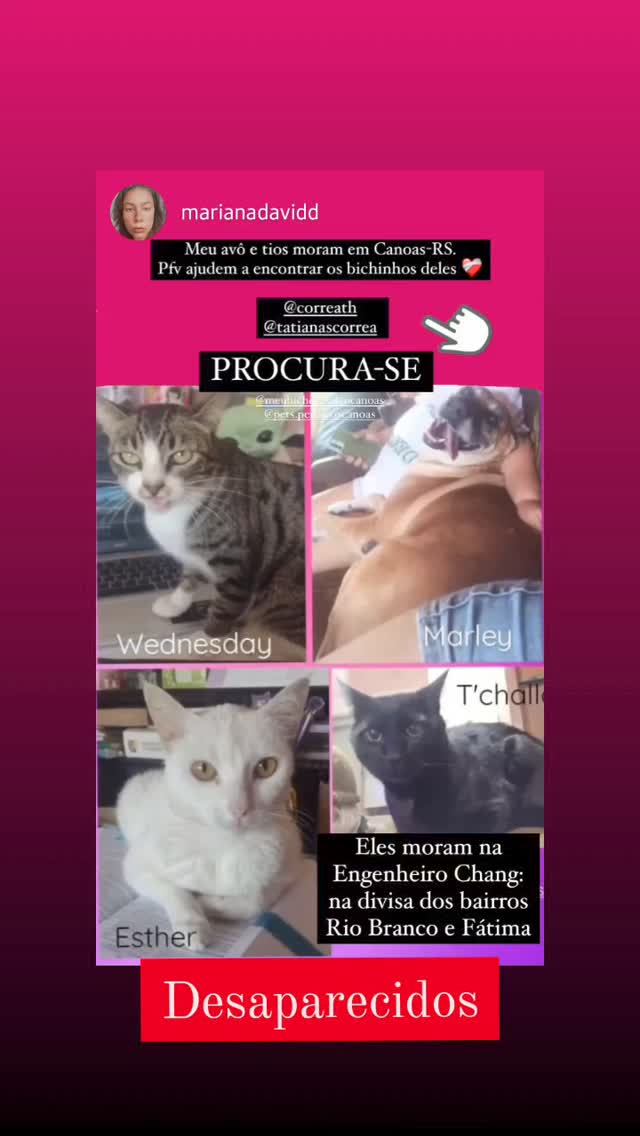 marianadavidd
Meu avô e tios moram em Canoas-RS.
Pfv ajudem a encontrar os bichinhos deles ❤️‍🩹
@correath
@tatianascorrea
PROCURA-SE
Wednesday
Marley
T'chall
Esther
Eles moram na
Engenheiro Chang:
na divisa dos bairros
Rio Branco e Fátima
Desaparecidos